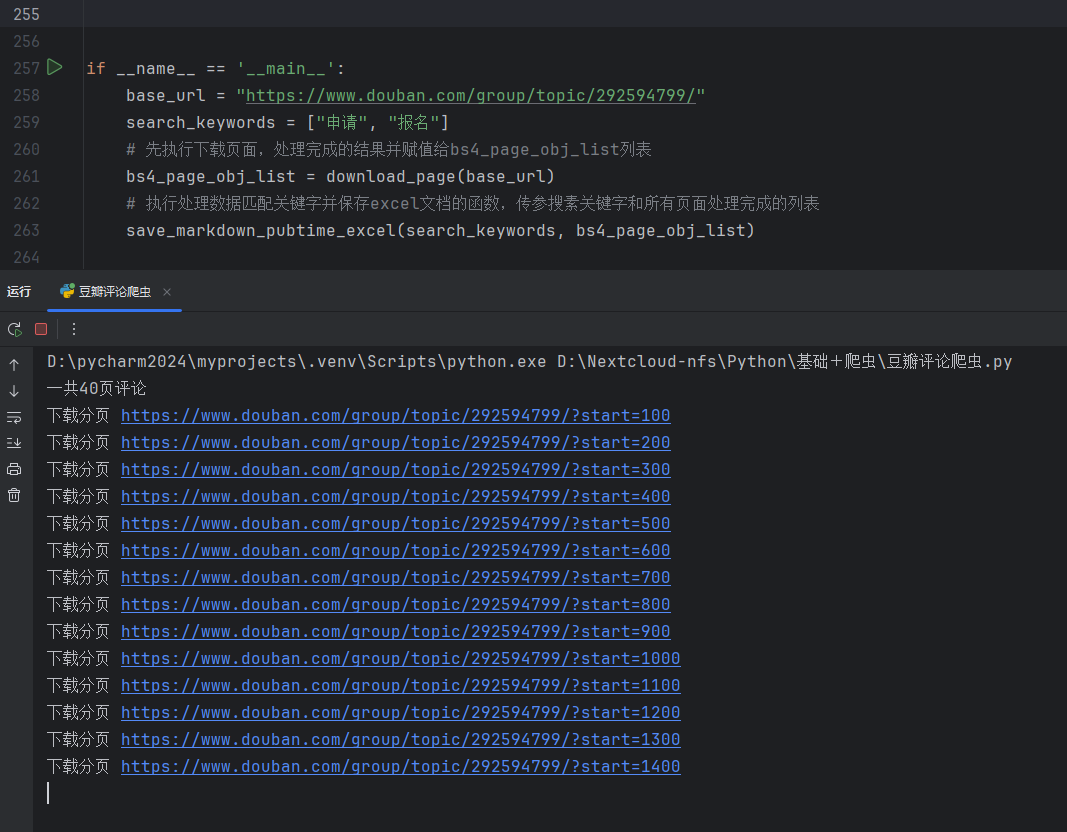 255
256
257 if __name__ == '__main__':
258 base_url = "https://www.douban.com/group/topic/292594799/"
259 search_keywords = ["申请", "报名"]
260 # 先执行下载页面，处理完成的结果并赋值给bs4_page_obj_list列表
261 bs4_page_obj_list = download_page(base_url)
262 # 执行处理数据匹配关键字并保存excel文档的函数，传参搜素关键字和所有页面处理完成的列表
263 save_markdown_pubtime_excel(search_keywords, bs4_page_obj_list)
264
运行 豆瓣评论爬虫 ×
D:\pycharm2024\myprojects\.venv\Scripts\python.exe D:\Nextcloud-nfs\Python\基础＋爬虫\豆瓣评论爬虫.py
一共40页评论
下载分页 https://www.douban.com/group/topic/292594799/?start=100
下载分页 https://www.douban.com/group/topic/292594799/?start=200
下载分页 https://www.douban.com/group/topic/292594799/?start=300
下载分页 https://www.douban.com/group/topic/292594799/?start=400
下载分页 https://www.douban.com/group/topic/292594799/?start=500
下载分页 https://www.douban.com/group/topic/292594799/?start=600
下载分页 https://www.douban.com/group/topic/292594799/?start=700
下载分页 https://www.douban.com/group/topic/292594799/?start=800
下载分页 https://www.douban.com/group/topic/292594799/?start=900
下载分页 https://www.douban.com/group/topic/292594799/?start=1000
下载分页 https://www.douban.com/group/topic/292594799/?start=1100
下载分页 https://www.douban.com/group/topic/292594799/?start=1200
下载分页 https://www.douban.com/group/topic/292594799/?start=1300
下载分页 https://www.douban.com/group/topic/292594799/?start=1400